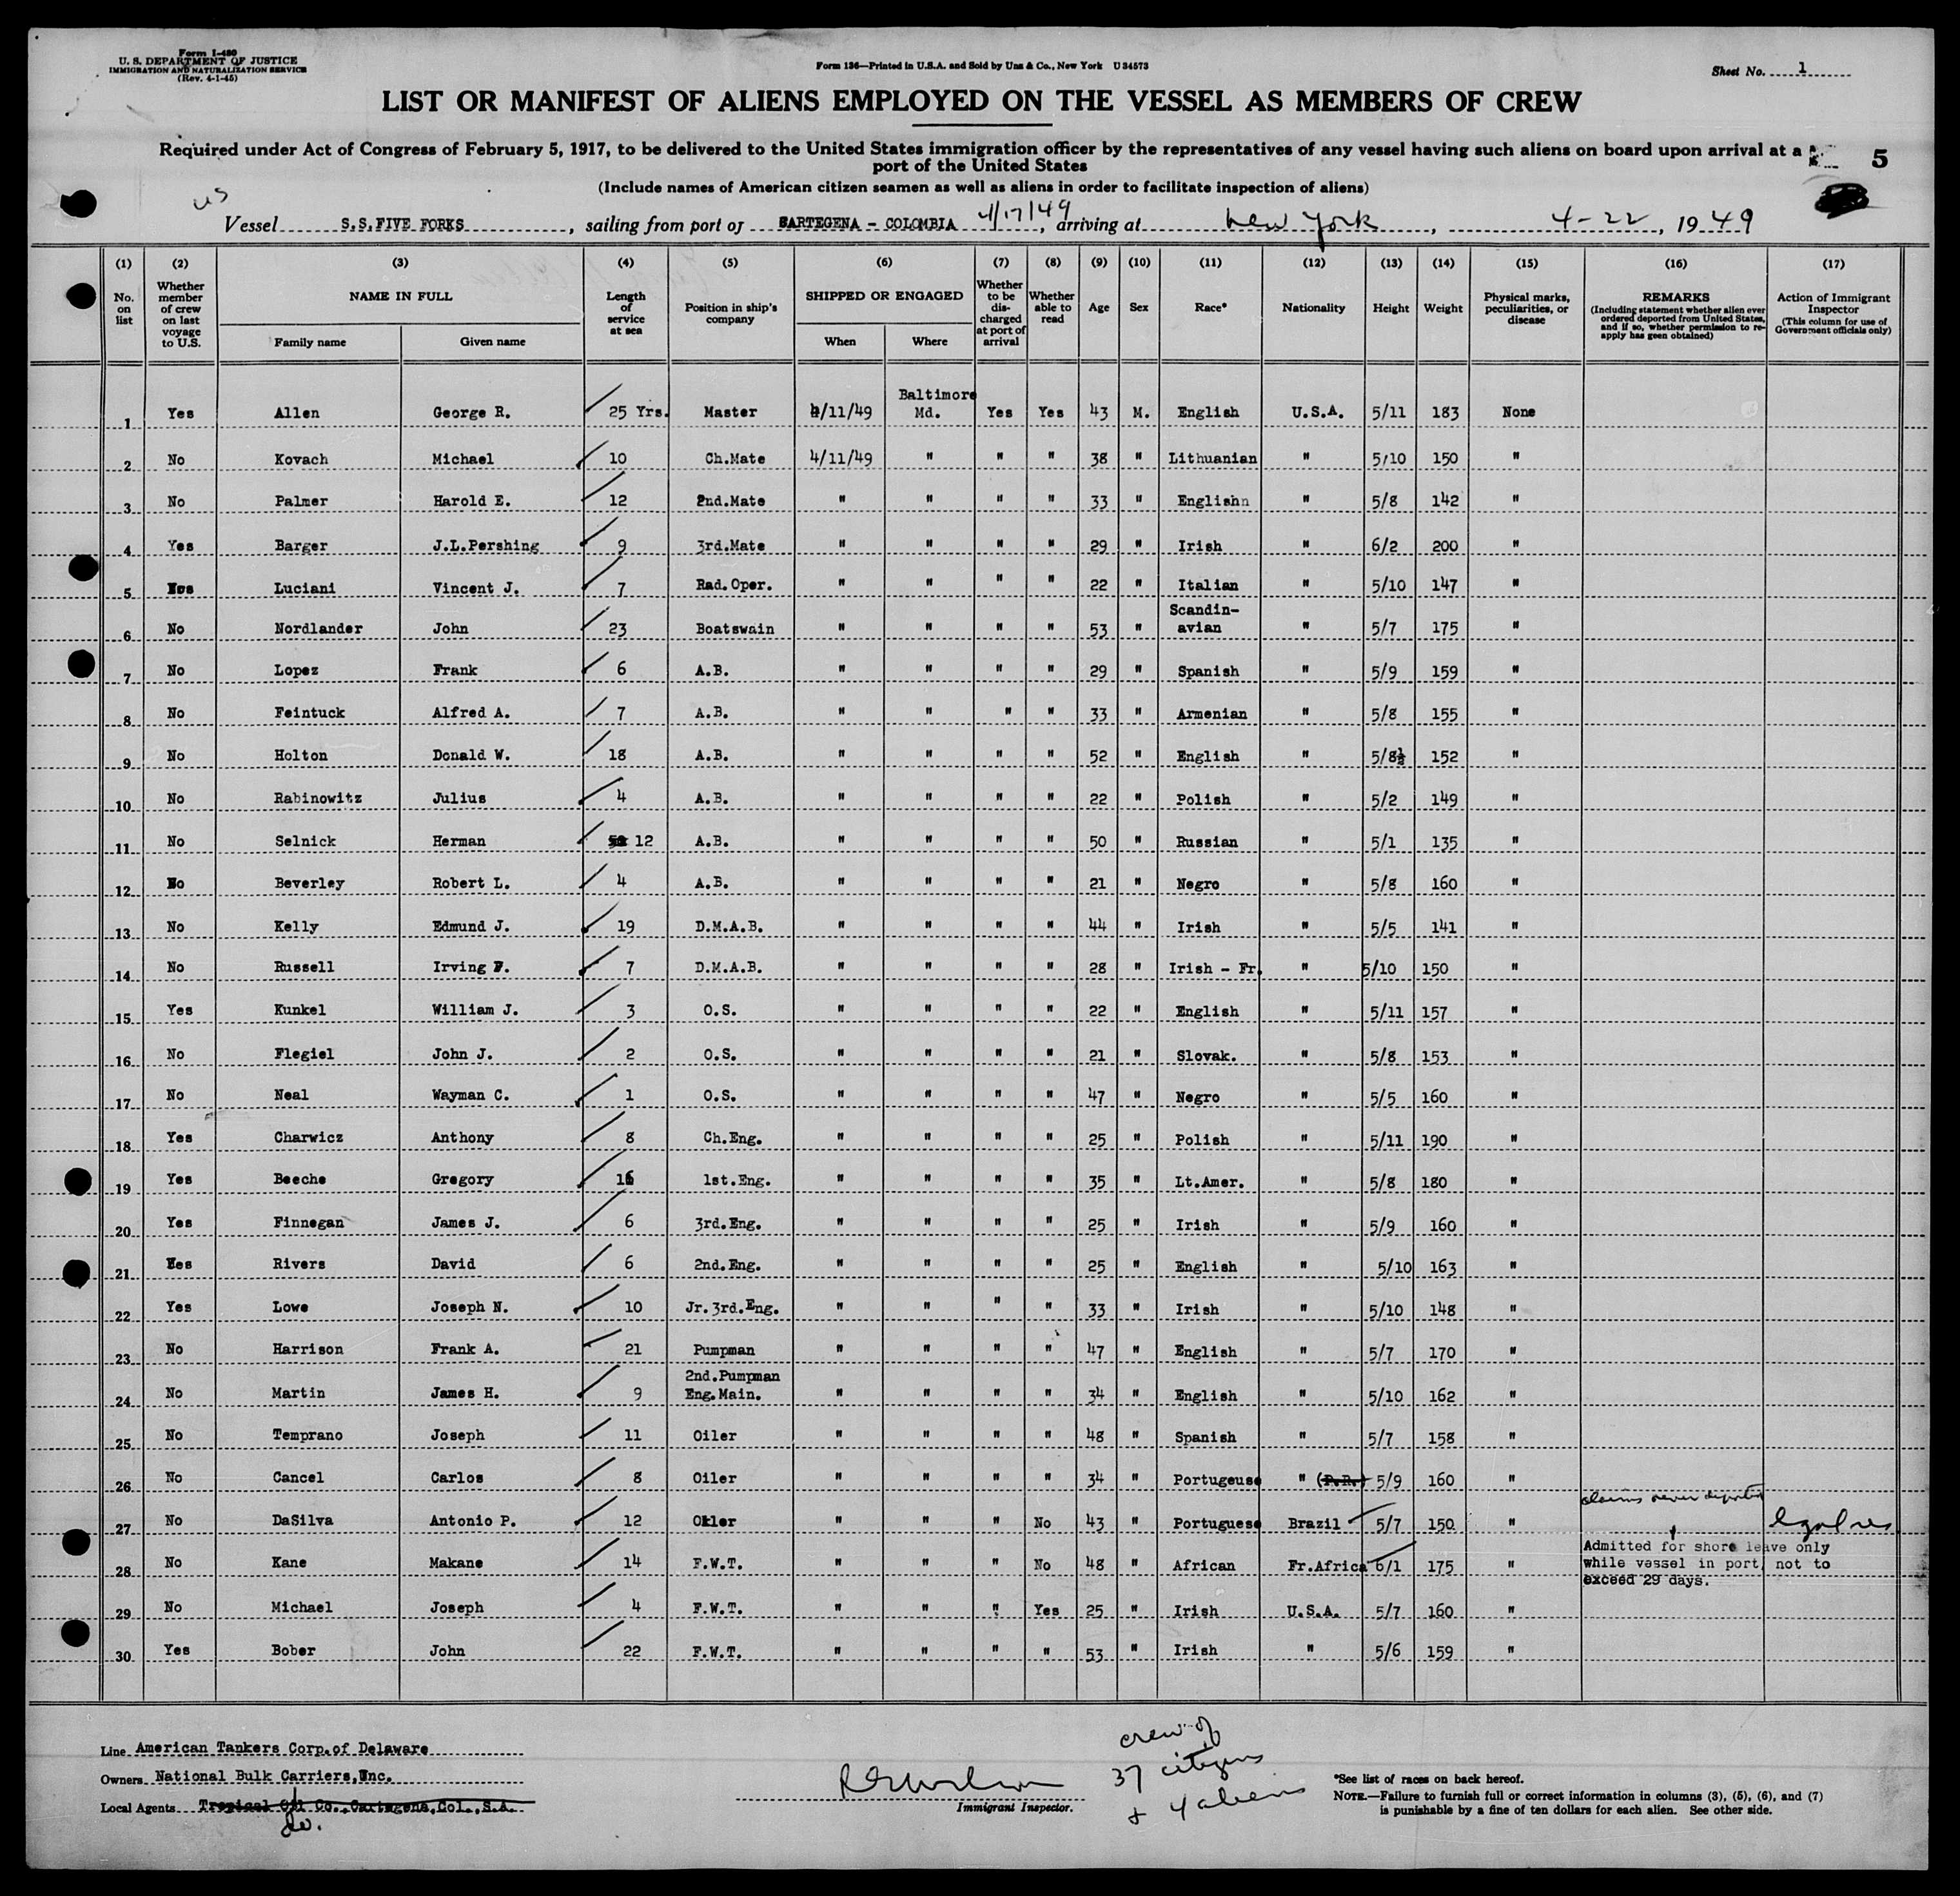 Form I-480
U. S. DEPARTMENT OF JUSTICE
IMMIGRATION AND NATURALIZATION SERVICE
(Rev. 4-1-45)
Form 136—Printed in U.S.A. and Sold by Unz & Co., New York U 34573
Sheet No. 1
LIST OR MANIFEST OF ALIENS EMPLOYED ON THE VESSEL AS MEMBERS OF CREW
Required under Act of Congress of February 5, 1917, to be delivered to the United States immigration officer by the representatives of any vessel having such aliens on board upon arrival at a
port of the United States
5
(Include names of American citizen seamen as well as aliens in order to facilitate inspection of aliens)
us
Vessel S.S.FIVE FORKS, sailing from port of CARTEGENA - COLOMBIA 4/17/49, arriving at New York, 4-22, 1949
(1) (2) (3) (4) (5) (6) (7) (8) (9) (10) (11) (12) (13) (14) (15) (16) (17)
No. on list
Whether member of crew on last voyage to U.S.
NAME IN FULL
Family name
Given name
Length of service at sea
Position in ship's company
SHIPPED OR ENGAGED
When
Where
Whether to be discharged at port of arrival
Whether able to read
Age
Sex
Race*
Nationality
Height
Weight
Physical marks, peculiarities, or disease
REMARKS
(Including statement whether alien ever ordered deported from United States, and if so, whether permission to re-apply has geen obtained)
Action of Immigrant Inspector
(This column for use of Government officials only)
1 Yes Allen George R. 25 Yrs. Master 4/11/49 Baltimore Md. Yes Yes 43 M. English U.S.A. 5/11 183 None
2 No Kovach Michael 10 Ch.Mate 4/11/49 " " " 38 " Lithuanian " 5/10 150 "
3 No Palmer Harold E. 12 2nd.Mate " " " " 33 " Englishn " 5/8 142 "
4 Yes Barger J.L.Pershing 9 3rd.Mate " " " " 29 " Irish " 6/2 200 "
5 Luciani Vincent J. 7 Rad.Oper. " " " " 22 " Italian " 5/10 147 "
6 No Nordlander John 23 Boatswain " " " " 53 " Scandin-avian " 5/7 175 "
7 No Lopez Frank 6 A.B. " " " " 29 " Spanish " 5/9 159 "
8 No Feintuck Alfred A. 7 A.B. " " " " 33 " Armenian " 5/8 155 "
9 No Holton Donald W. 18 A.B. " " " " 52 " English " 5/8½ 152 "
10 No Rabinowitz Julius 4 A.B. " " " " 22 " Polish " 5/2 149 "
11 No Selnick Herman 12 A.B. " " " " 50 " Russian " 5/1 135 "
12 No Beverley Robert L. 4 A.B. " " " " 21 " Negro " 5/8 160 "
13 No Kelly Edmund J. 19 D.M.A.B. " " " " 44 " Irish " 5/5 141 "
14 No Russell Irving F. 7 D.M.A.B. " " " " 28 " Irish - Fr. " 5/10 150 "
15 Yes Kunkel William J. 3 O.S. " " " " 22 " English " 5/11 157 "
16 No Flegiel John J. 2 O.S. " " " " 21 " Slovak. " 5/8 153 "
17 No Neal Wayman C. 1 O.S. " " " " 47 " Negro " 5/5 160 "
18 Yes Charwicz Anthony 8 Ch.Eng. " " " " 25 " Polish " 5/11 190 "
19 Yes Beeche Gregory 16 1st.Eng. " " " " 35 " Lt.Amer. " 5/8 180 "
20 Yes Finnegan James J. 6 3rd.Eng. " " " " 25 " Irish " 5/9 160 "
21 Yes Rivers David 6 2nd.Eng. " " " " 25 " English " 5/10 163 "
22 Yes Lowe Joseph N. 10 Jr.3rd.Eng. " " " " 33 " Irish " 5/10 148 "
23 No Harrison Frank A. 21 Pumpman " " " " 47 " English " 5/7 170 "
24 No Martin James H. 9 2nd.Pumpman Eng.Main. " " " " 34 " English " 5/10 162 "
25 No Temprano Joseph 11 Oiler " " " " 48 " Spanish " 5/7 158 "
26 No Cancel Carlos 8 Oiler " " " " 34 " Portugeuse " (P.R.) 5/9 160 "
27 No DaSilva Antonio P. 12 Oiler " " " No 43 " Portuguese Brazil 5/7 150 " claims never deported legal res
28 No Kane Makane 14 F.W.T. " " " No 48 " African Fr.Africa 6/1 175 " Admitted for shore leave only
while vessel in port, not to
exceed 29 days.
29 No Michael Joseph 4 F.W.T. " " " Yes 25 " Irish U.S.A. 5/7 160 "
30 Yes Bober John 22 F.W.T. " " " " 53 " Irish " 5/6 159 "
Line American Tankers Corp.of Delaware
Owners National Bulk Carriers, Inc.
Local Agents Tropical Oil Co.,Cartagena,Col.,S.A.
do.
Immigrant Inspector.
crew of
37 citizens
+ 4 aliens
*See list of races on back hereof.
NOTE.—Failure to furnish full or correct information in columns (3), (5), (6), and (7)
is punishable by a fine of ten dollars for each alien. See other side.